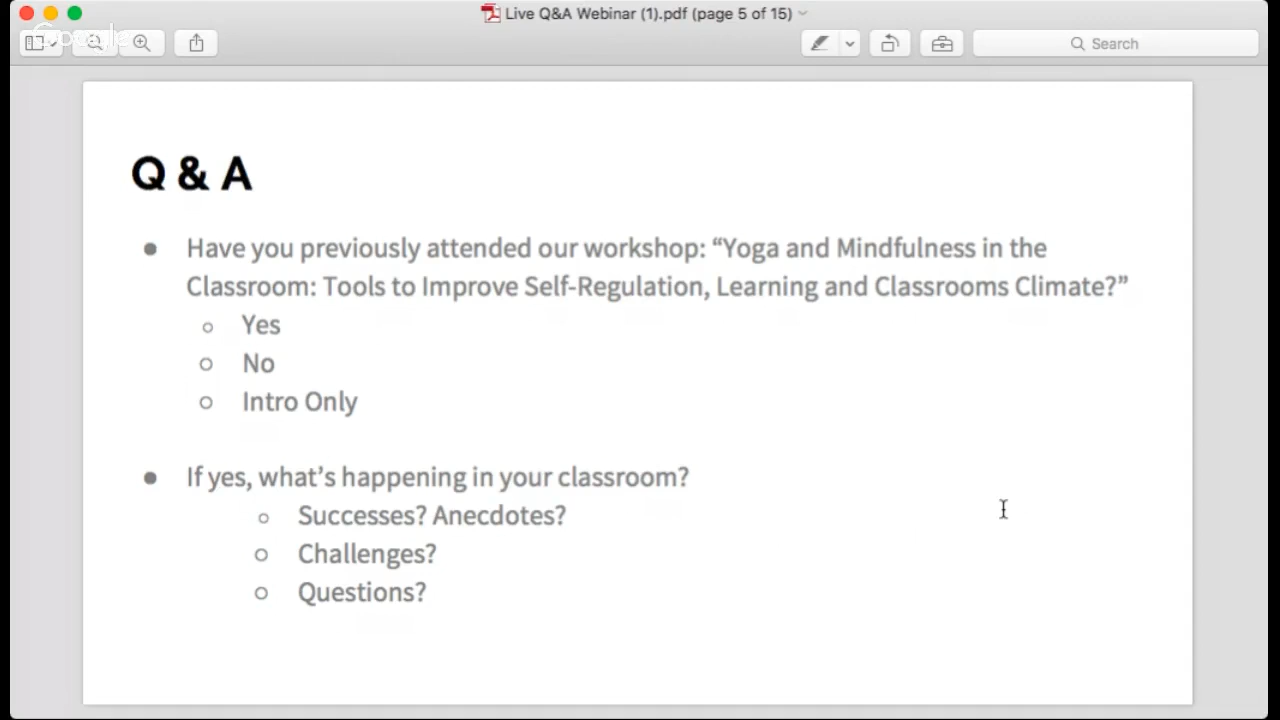 Live Q&A Webinar (1).pdf (page 5 of 15)
Google
Search
Q & A
Have you previously attended our workshop: “Yoga and Mindfulness in the
Classroom: Tools to Improve Self-Regulation, Learning and Classrooms Climate?”
Yes
No
Intro Only
If yes, what’s happening in your classroom?
Successes? Anecdotes?
Challenges?
Questions?